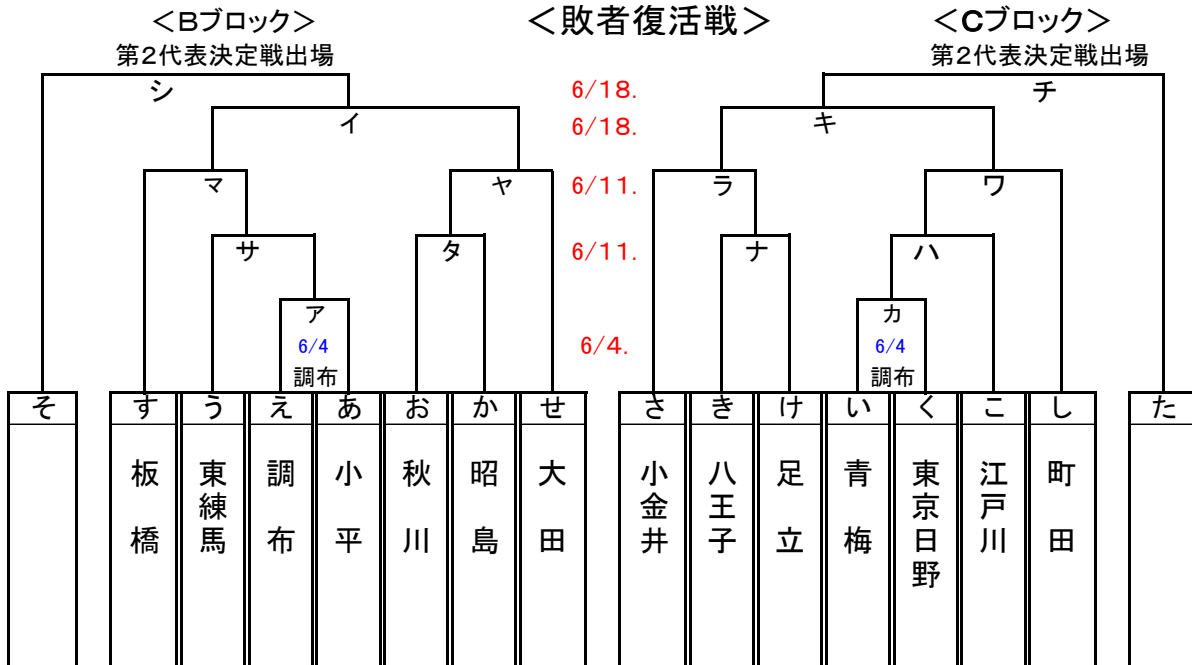 ＜Bブロック＞
＜敗者復活戦＞
＜Cブロック＞
第2代表決定戦出場
第2代表決定戦出場
シ
6/18.
チ
イ
6/18.
キ
マ
ヤ
6/11.
ラ
ワ
サ
タ
6/11.
ナ
ハ
ア
カ
6/4
6/4.
6/4
調布
調布
そ
す
う
え
あ
お
か
せ
さ
き
け
い
く
こ
し
た
板橋
東練馬
調布
小平
秋川
昭島
大田
小金井
八王子
足立
青梅
東京日野
江戸川
町田